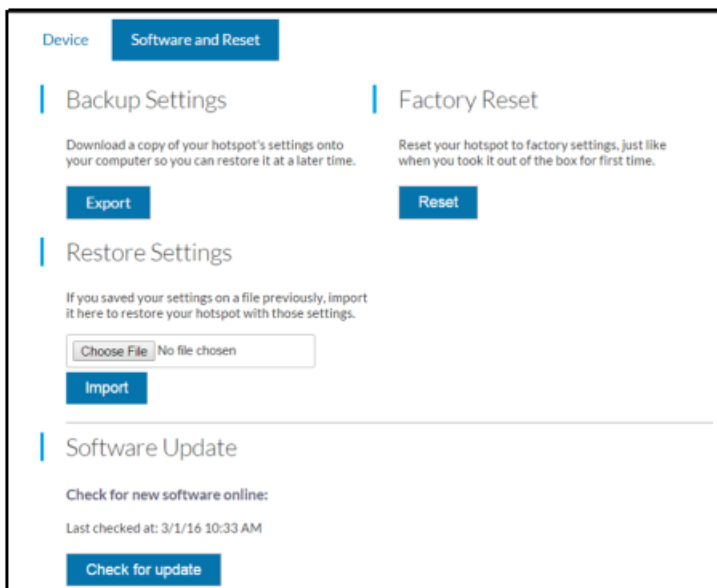 Device
Software and Reset
Backup Settings
Download a copy of your hotspot's settings onto
your computer so you can restore it at a later time.
Export
Factory Reset
Reset your hotspot to factory settings, just like
when you took it out of the box for first time.
Reset
Restore Settings
If you saved your settings on a file previously, import
it here to restore your hotspot with those settings.
Choose File No file chosen
Import
Software Update
Check for new software online:
Last checked at: 3/1/16 10:33 AM
Check for update